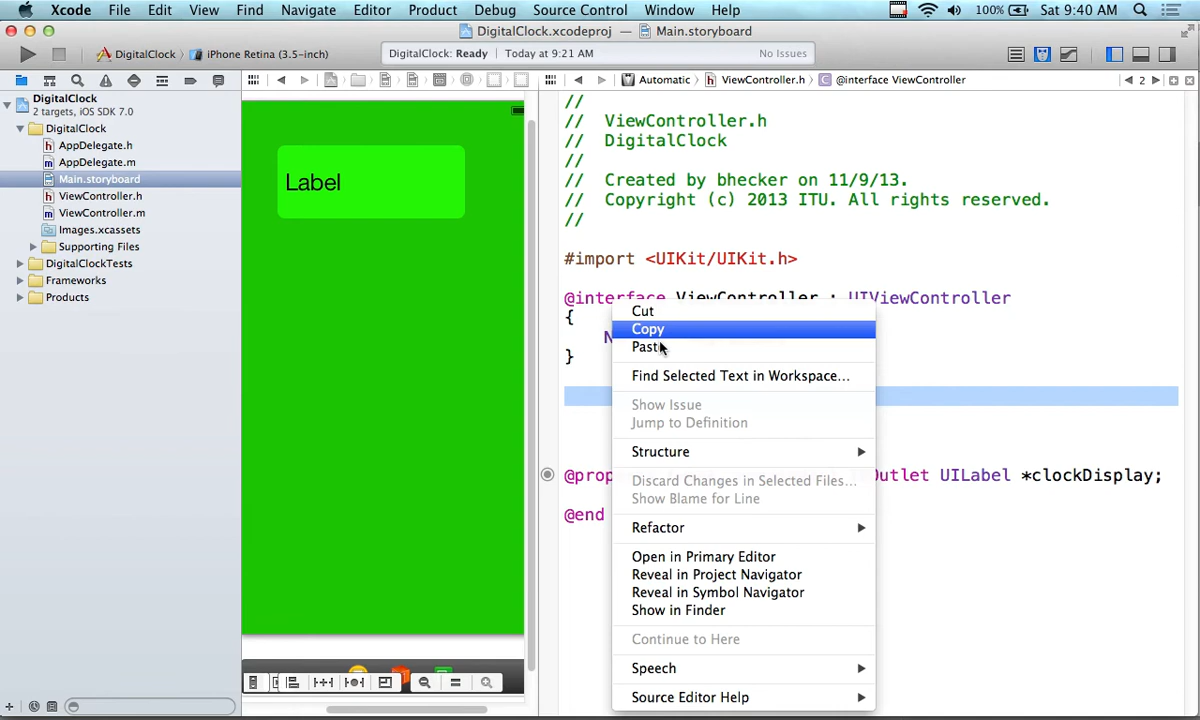 Xcode File Edit View Find Navigate Editor Product Debug Source Control Window Help 100% Sat 9:40 AM
DigitalClock.xcodeproj — Main.storyboard
DigitalClock iPhone Retina (3.5-inch) DigitalClock: Ready Today at 9:21 AM No Issues
Automatic ViewController.h @interface ViewController 2
DigitalClock
2 targets, iOS SDK 7.0
DigitalClock
AppDelegate.h
AppDelegate.m
Main.storyboard
ViewController.h
ViewController.m
Images.xcassets
Supporting Files
DigitalClockTests
Frameworks
Products
Label
//
// ViewController.h
// DigitalClock
//
// Created by bhecker on 11/9/13.
// Copyright (c) 2013 ITU. All rights reserved.
//
#import <UIKit/UIKit.h>
@interface ViewController : UIViewController
{
N
}
@prop Outlet UILabel *clockDisplay;
@end
Cut
Copy
Paste
Find Selected Text in Workspace...
Show Issue
Jump to Definition
Structure
Discard Changes in Selected Files...
Show Blame for Line
Refactor
Open in Primary Editor
Reveal in Project Navigator
Reveal in Symbol Navigator
Show in Finder
Continue to Here
Speech
Source Editor Help